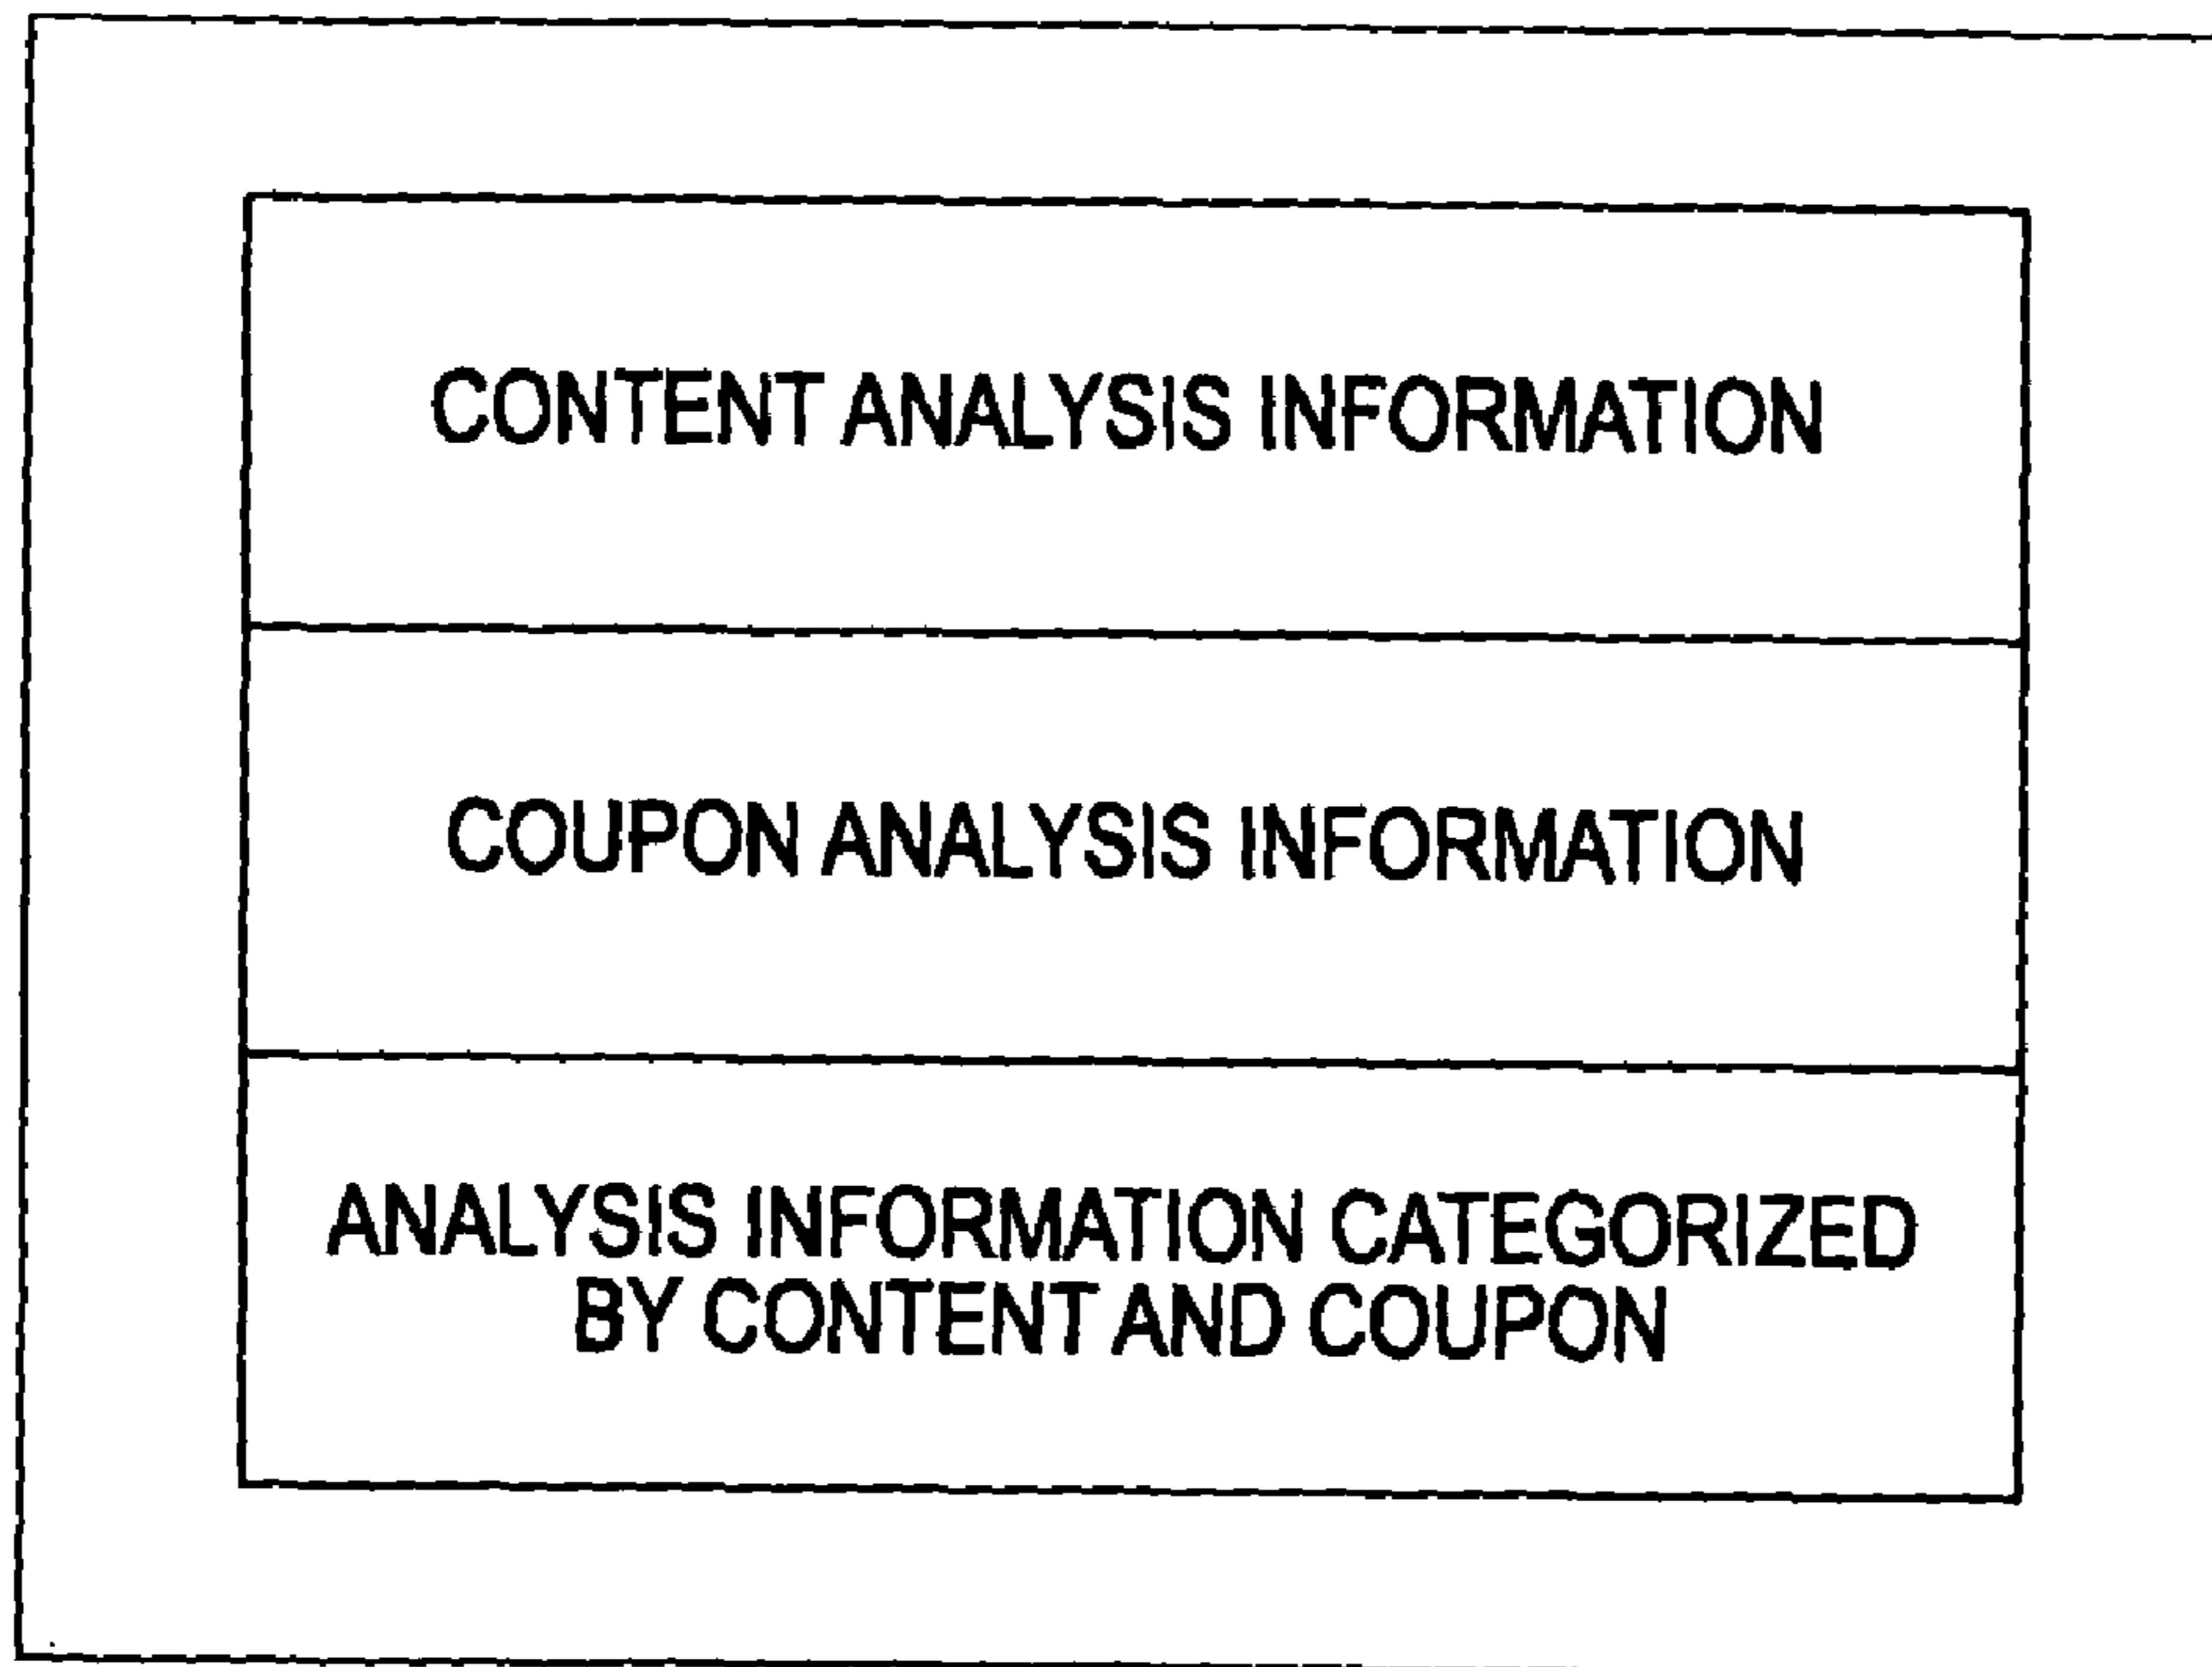 CONTENT ANALYSIS INFORMATION
COUPON ANALYSIS INFORMATION
ANALYSIS INFORMATION CATEGORIZED
BY CONTENT AND COUPON